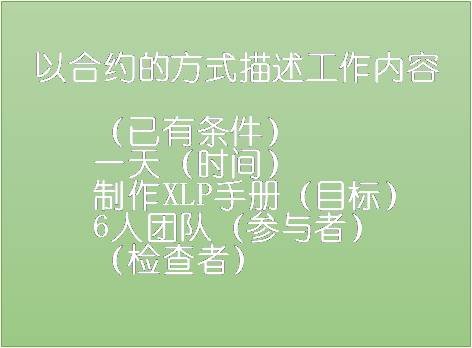 以合约的方式描述工作内容
（已有条件）
一天（时间）
制作XLP手册（目标）
6人团队（参与者）
（检查者）